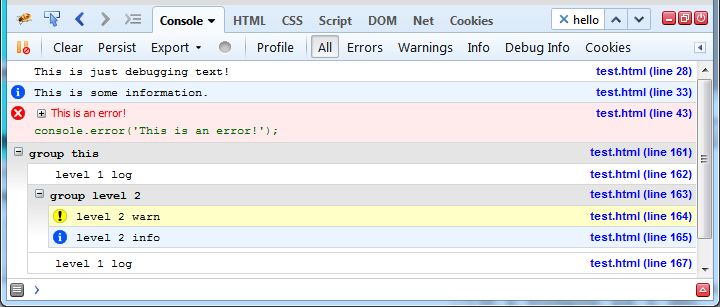 Console HTML CSS Script DOM Net Cookies hello
Clear Persist Export Profile All Errors Warnings Info Debug Info Cookies
This is just debugging text! test.html (line 28)
This is some information. test.html (line 33)
This is an error! test.html (line 43)
console.error('This is an error!');
group this test.html (line 161)
level 1 log test.html (line 162)
group level 2 test.html (line 163)
level 2 warn test.html (line 164)
level 2 info test.html (line 165)
level 1 log test.html (line 167)